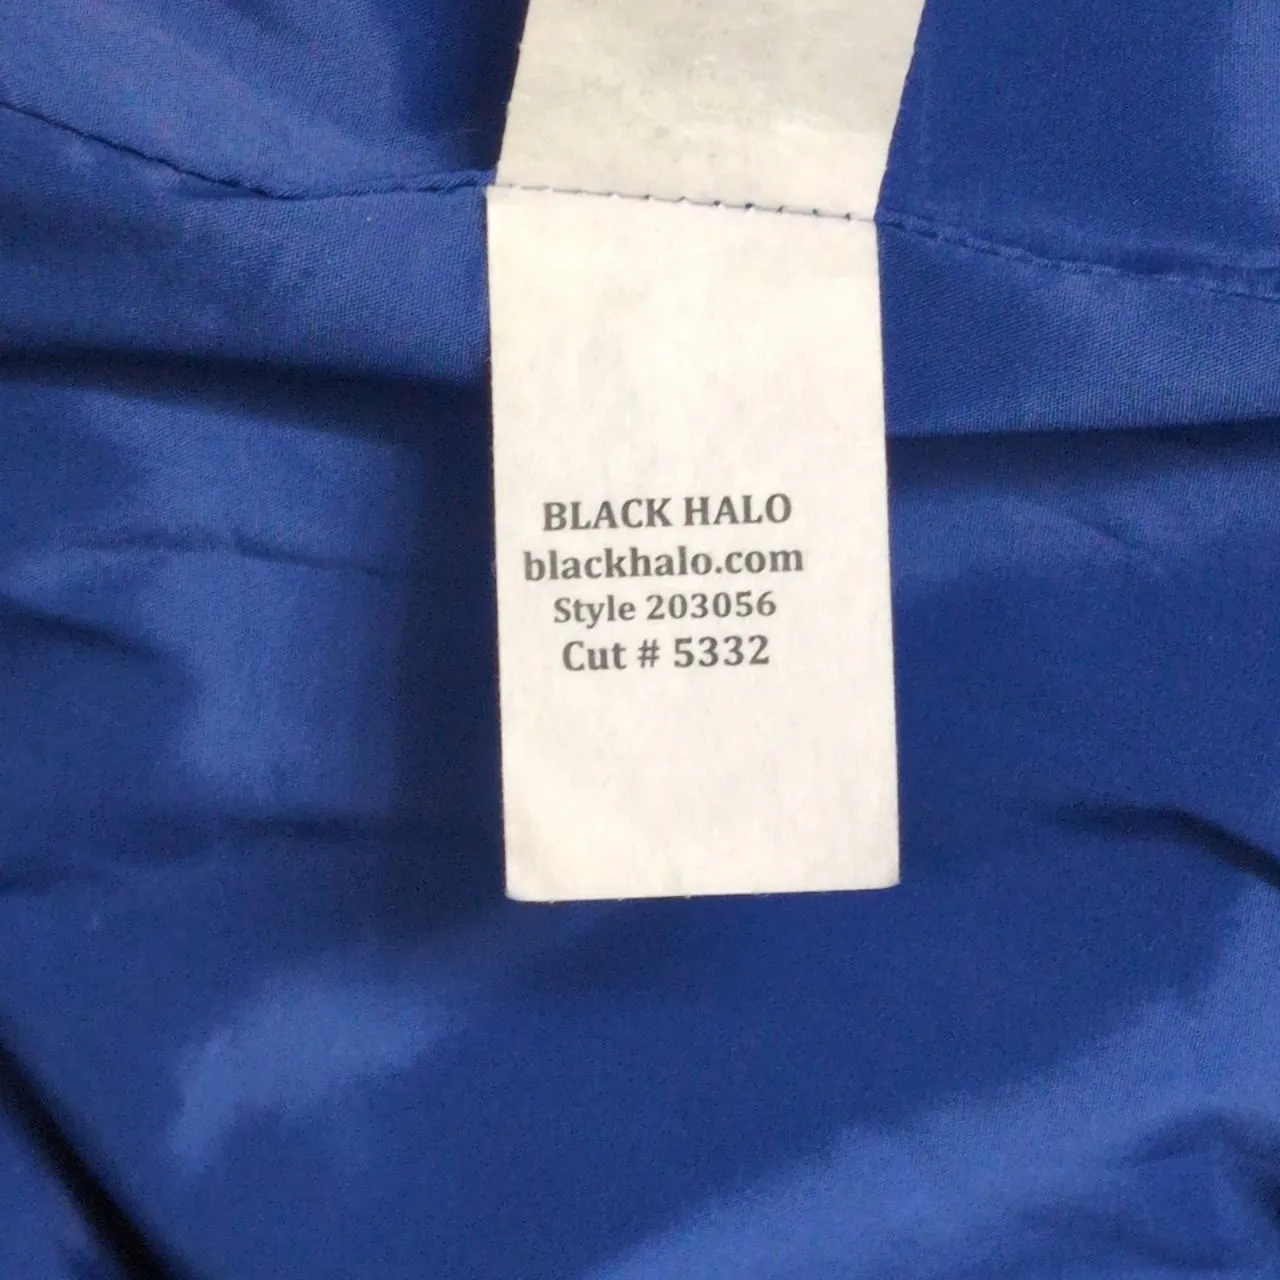 BLACK HALO
blackhalo.com
Style 203056
Cut # 5332